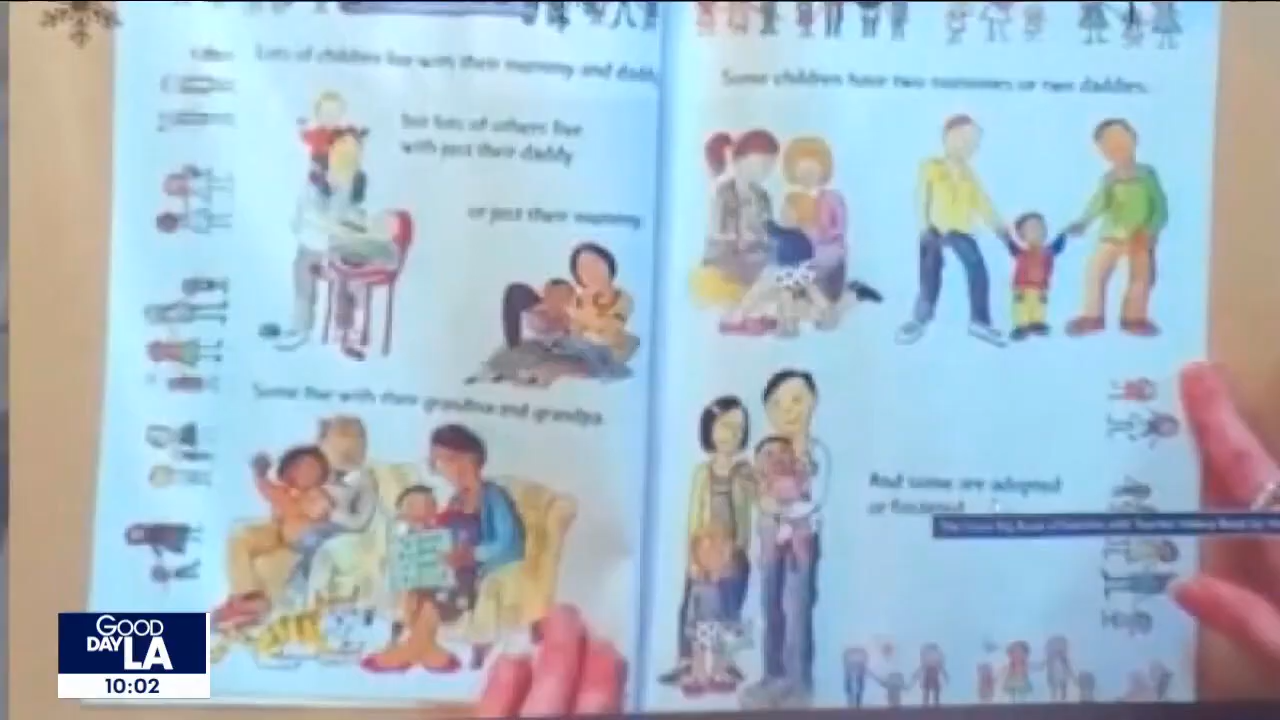 Lots of children live with their mummy and daddy
but lots of others live
with just their daddy
or just their mummy.
Some live with their grandma and grandpa.
Some children have two mummies or two daddies.
And some are adopted
or fostered
GOOD
DAY LA
10:02